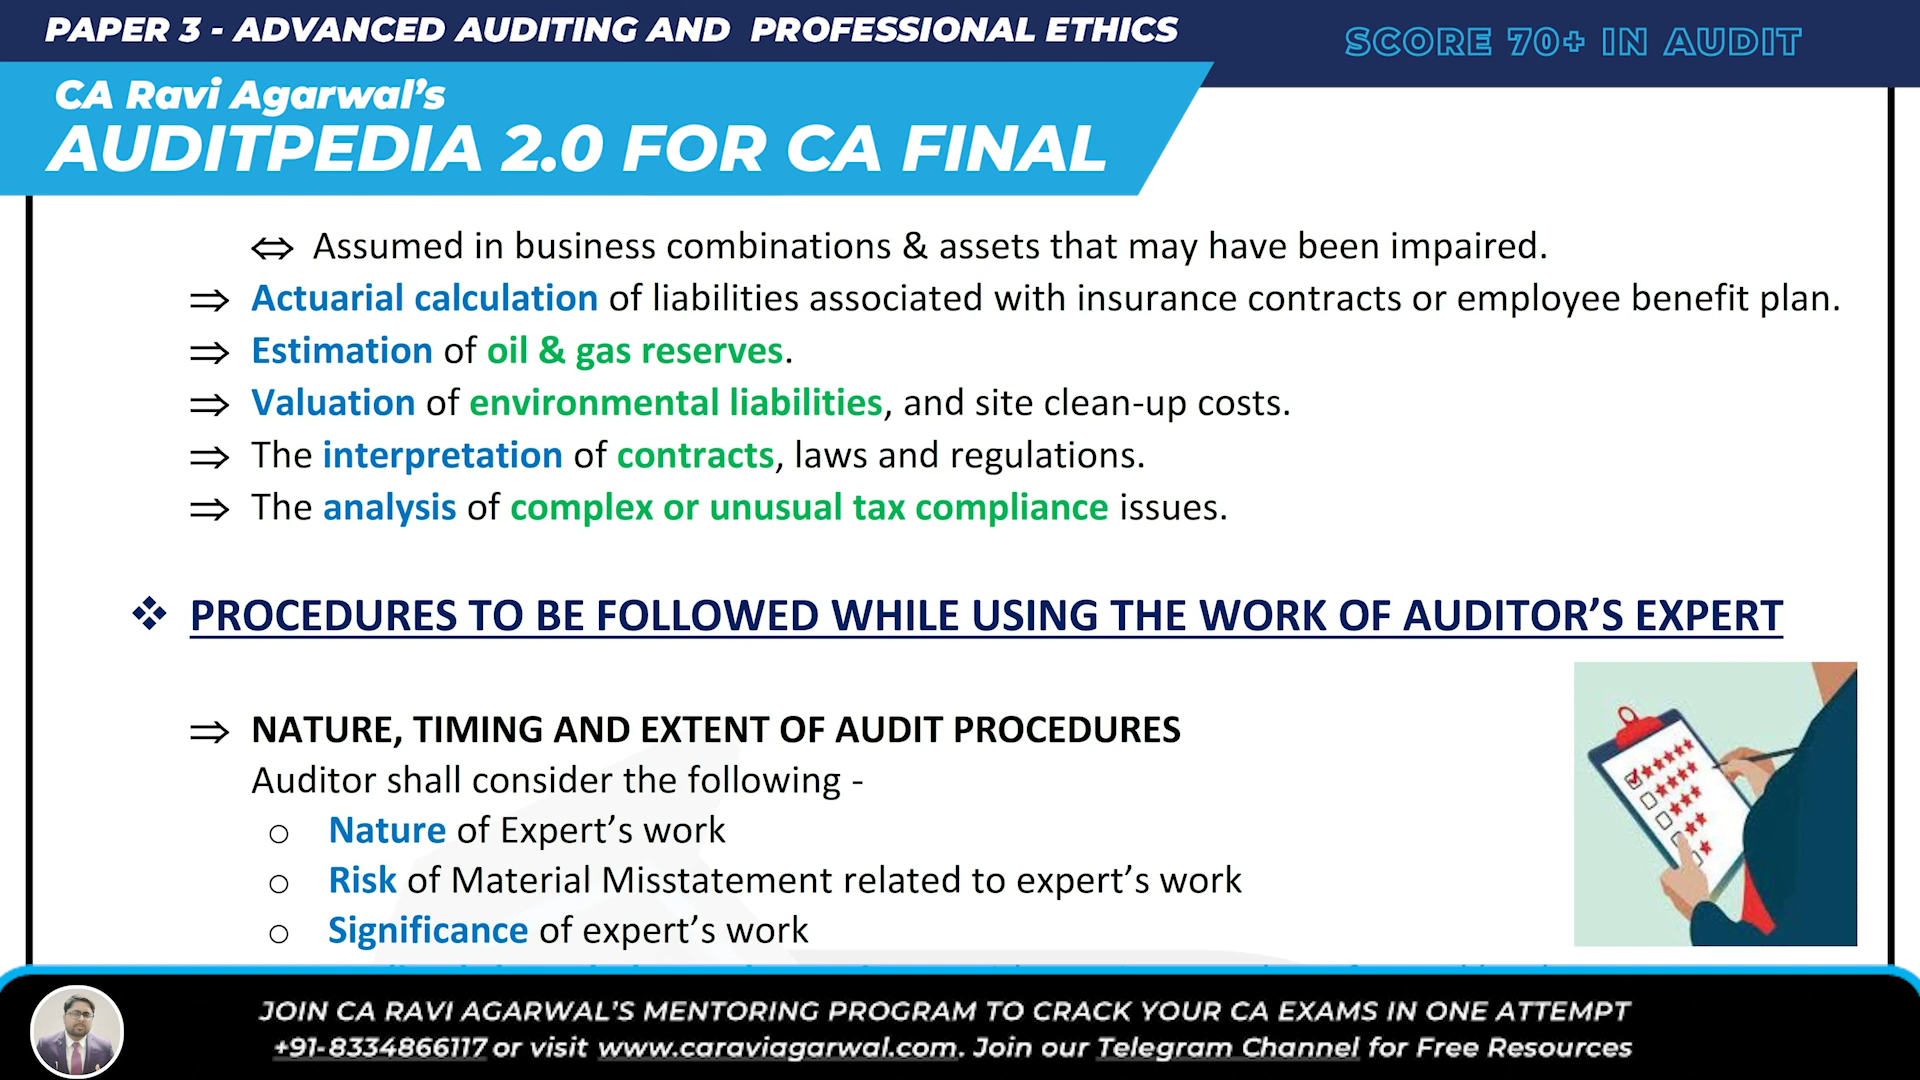 PAPER 3 - ADVANCED AUDITING AND PROFESSIONAL ETHICS
SCORE 70+ IN AUDIT
CA Ravi Agarwal's
AUDITPEDIA 2.0 FOR CA FINAL
⇔ Assumed in business combinations & assets that may have been impaired.
⇒ Actuarial calculation of liabilities associated with insurance contracts or employee benefit plan.
⇒ Estimation of oil & gas reserves.
⇒ Valuation of environmental liabilities, and site clean-up costs.
⇒ The interpretation of contracts, laws and regulations.
⇒ The analysis of complex or unusual tax compliance issues.
❖ PROCEDURES TO BE FOLLOWED WHILE USING THE WORK OF AUDITOR'S EXPERT
⇒ NATURE, TIMING AND EXTENT OF AUDIT PROCEDURES
Auditor shall consider the following -
o Nature of Expert's work
o Risk of Material Misstatement related to expert's work
o Significance of expert's work
JOIN CA RAVI AGARWAL'S MENTORING PROGRAM TO CRACK YOUR CA EXAMS IN ONE ATTEMPT
+91-8334866117 or visit www.caraviagarwal.com. Join our Telegram Channel for Free Resources